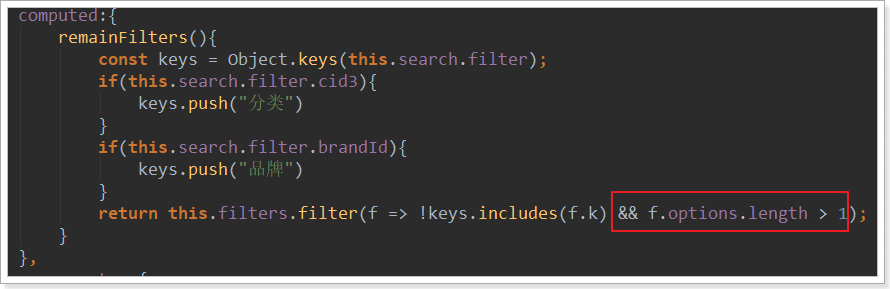 computed:{
remainFilters(){
const keys = Object.keys(this.search.filter);
if(this.search.filter.cid3){
keys.push("分类")
}
if(this.search.filter.brandId){
keys.push("品牌")
}
return this.filters.filter(f => !keys.includes(f.k) && f.options.length > 1);
}
},